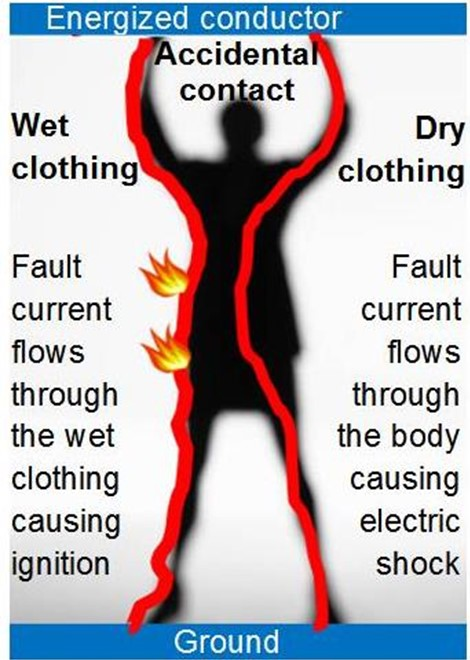 Energized conductor
Accidental
contact
Wet
clothing
Dry
clothing
Fault
current
flows
through
the wet
clothing
causing
ignition
Fault
current
flows
through
the body
causing
electric
shock
Ground